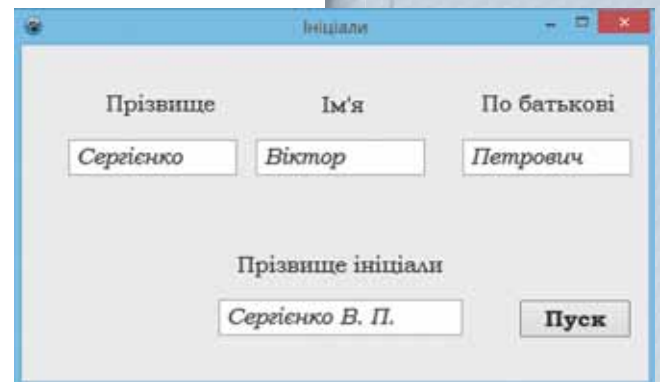 Ініціали
Прізвище Ім'я По батькові
Сергієнко Віктор Петрович
Прізвище ініціали
Сергієнко В. П. Пуск